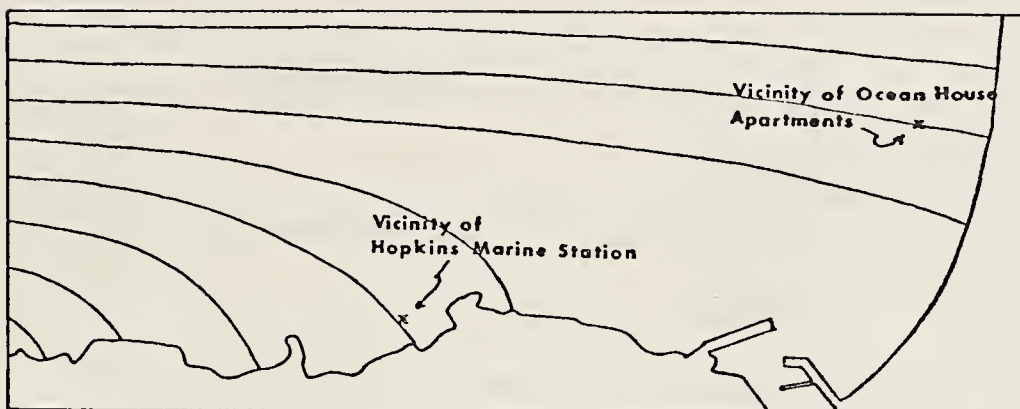 Vicinity of Ocean House
Apartments
Vicinity of
Hopkins Marine Station